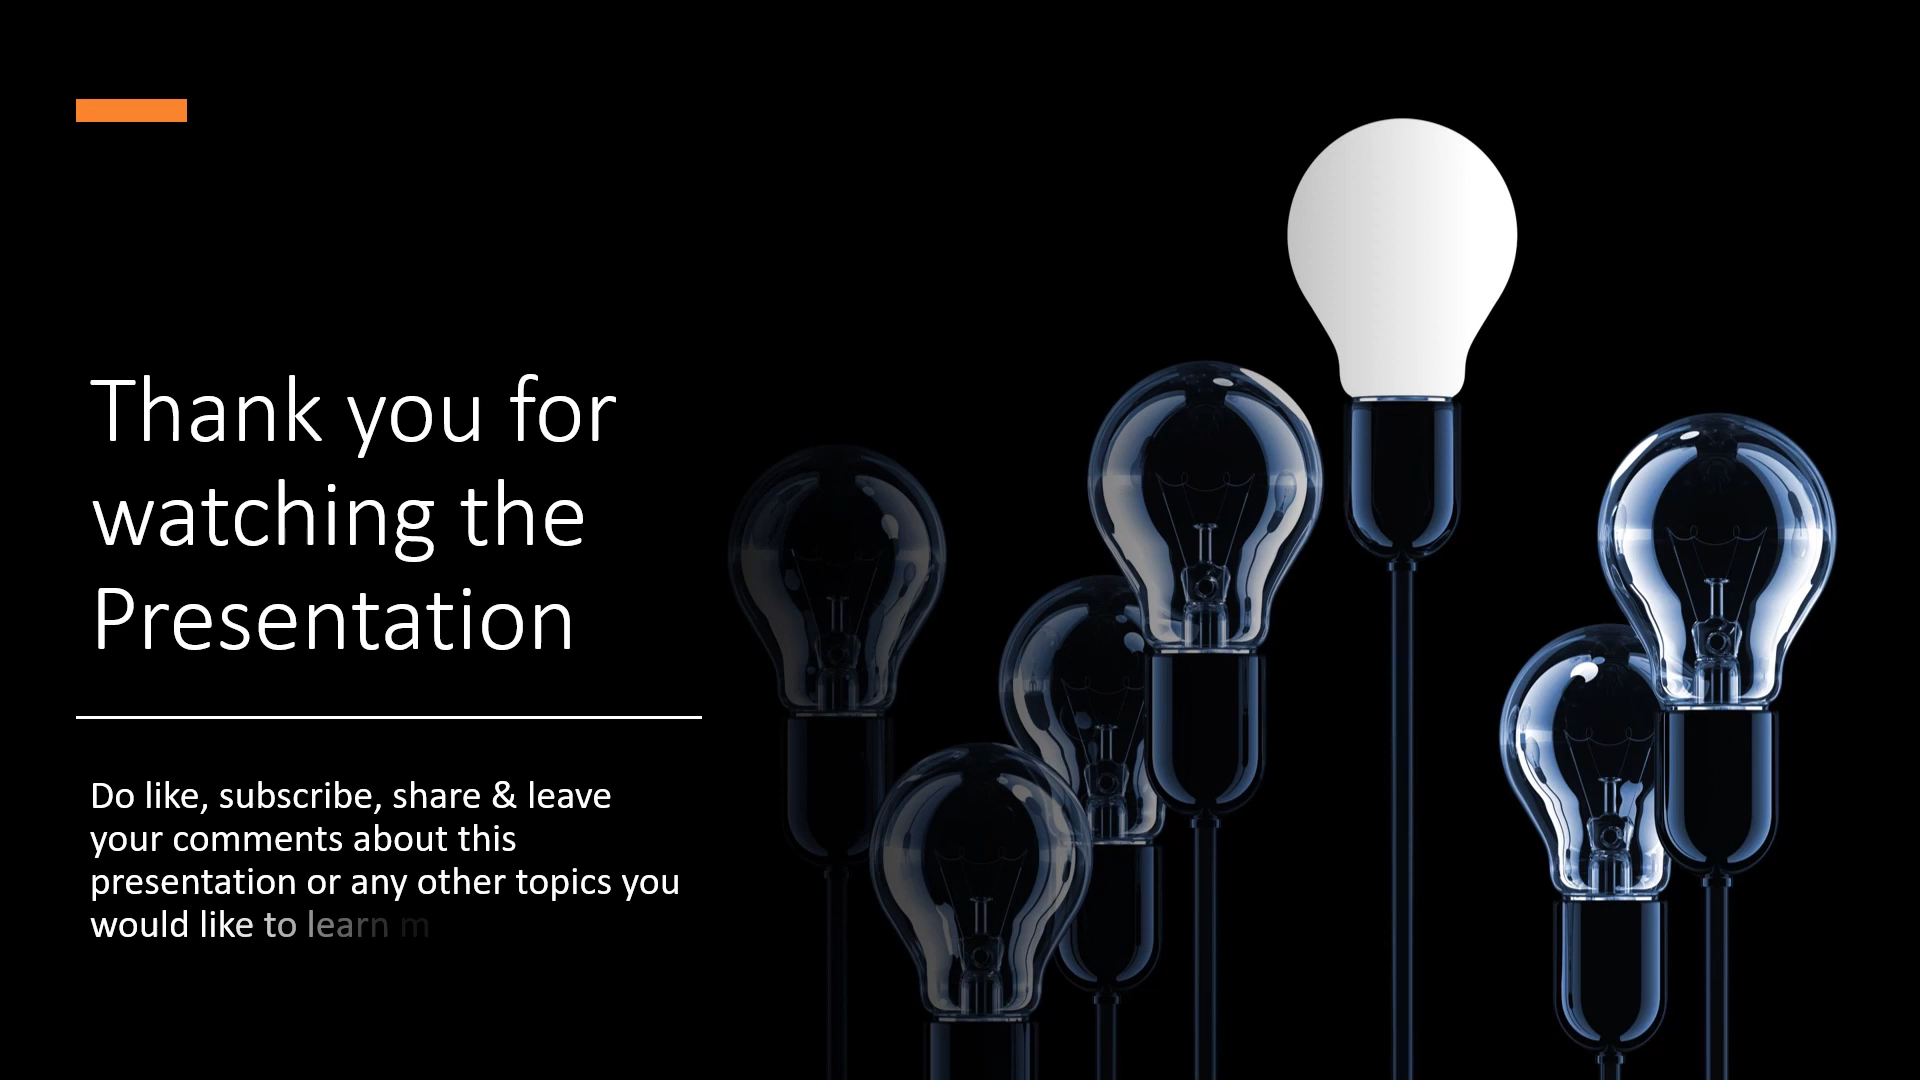 Thank you for
watching the
Presentation
Do like, subscribe, share & leave
your comments about this
presentation or any other topics you
would like to learn m